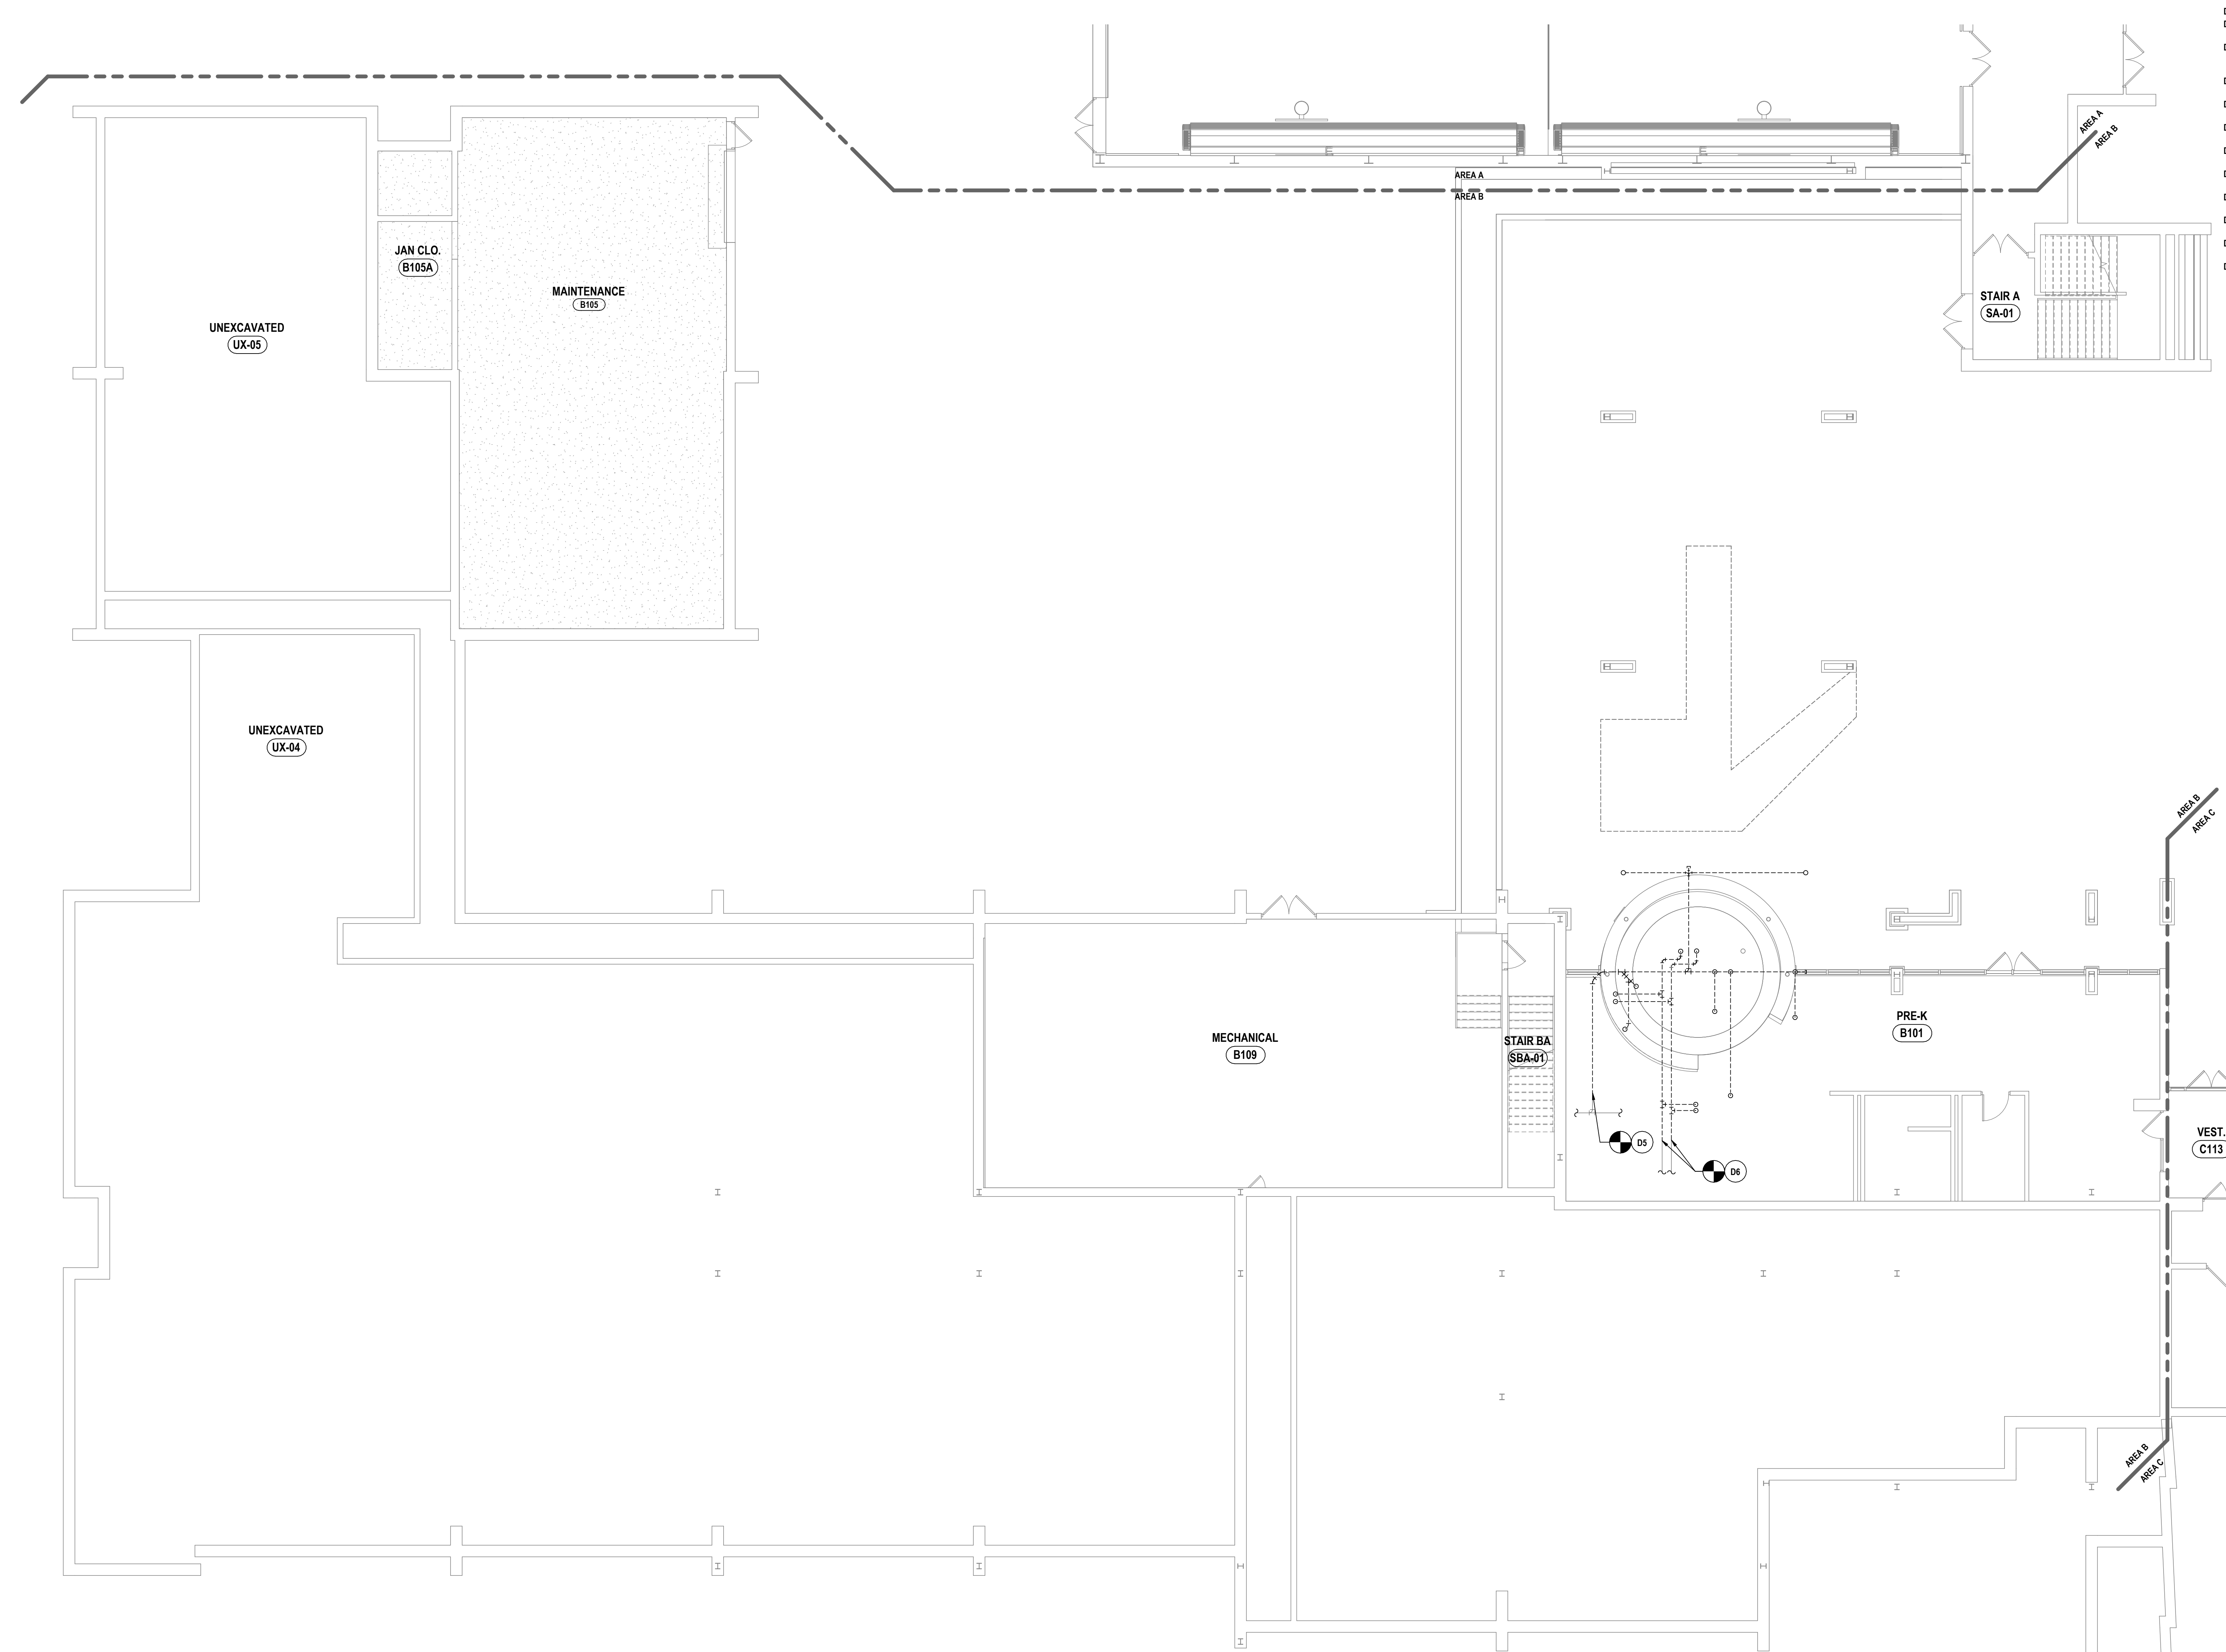 AREA A
AREA B
AREA A
AREA B
JAN CLO.
B105A
MAINTENANCE
B105
STAIR A
SA-01
UNEXCAVATED
UX-05
UNEXCAVATED
UX-04
AREA B
AREA C
PRE-K
B101
MECHANICAL
B109
STAIR BA
SBA-01
VEST.
C113
D5
D6
AREA B
AREA C